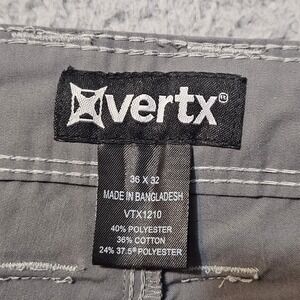 vertx®
36 X 32
MADE IN BANGLADESH
VTX1210
40% POLYESTER
36% COTTON
24% 37.5® POLYESTER